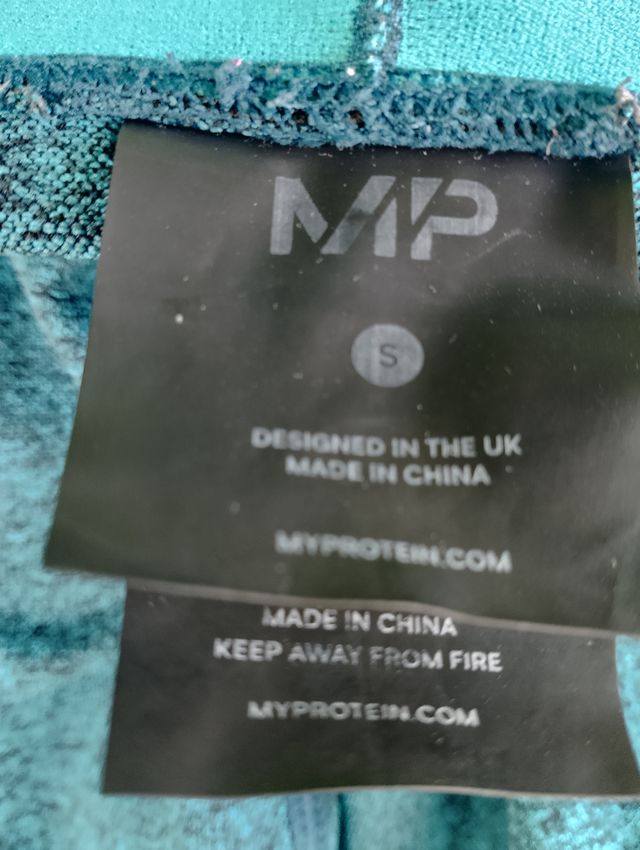 MP
S
DESIGNED IN THE UK
MADE IN CHINA
MYPROTEIN.COM
MADE IN CHINA
KEEP AWAY FROM FIRE
MYPROTEIN.COM